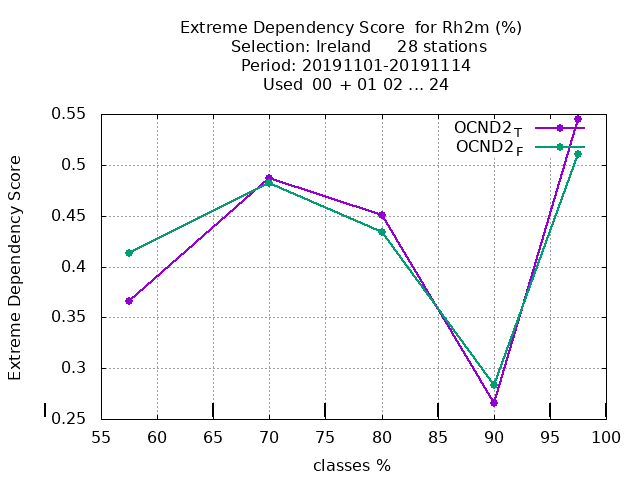 Extreme Dependency Score  for Rh2m (%)
Selection: Ireland     28 stations
Period: 20191101-20191114
Used  00 + 01 02 ... 24
OCND2T
OCND2F
Extreme Dependency Score
0.55
0.5
0.45
0.4
0.35
0.3
0.25
55 60 65 70 75 80 85 90 95 100
classes %